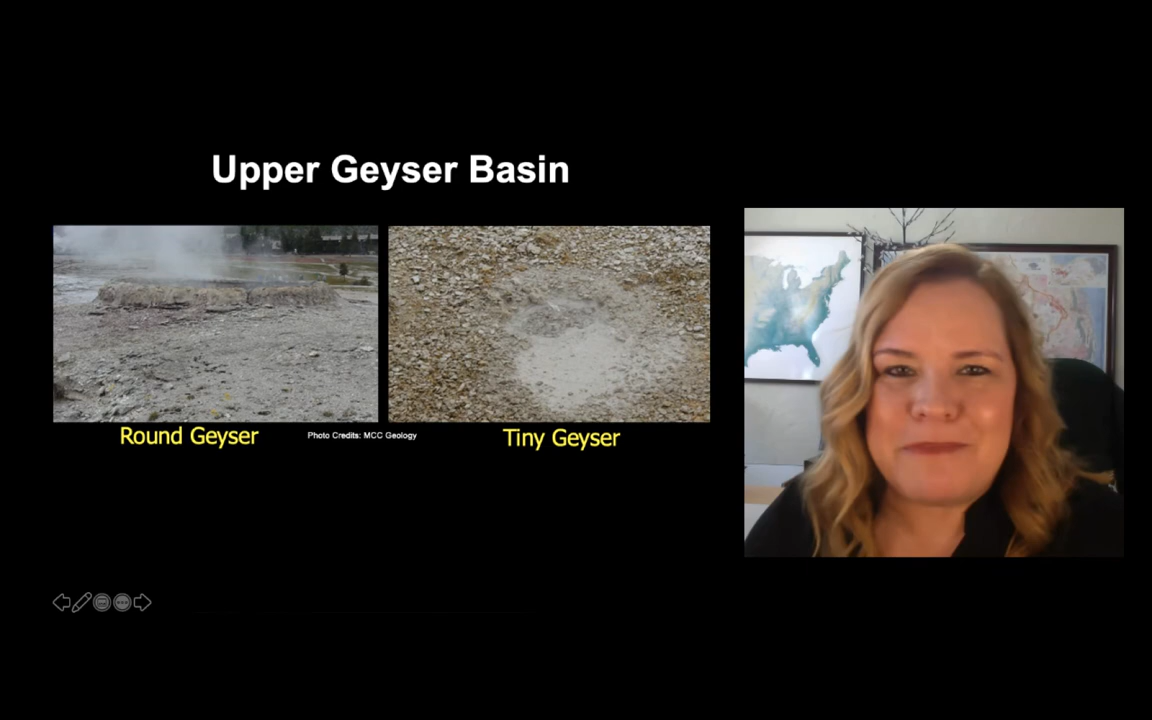 Upper Geyser Basin
Round Geyser
Photo Credits: MCC Geology
Tiny Geyser